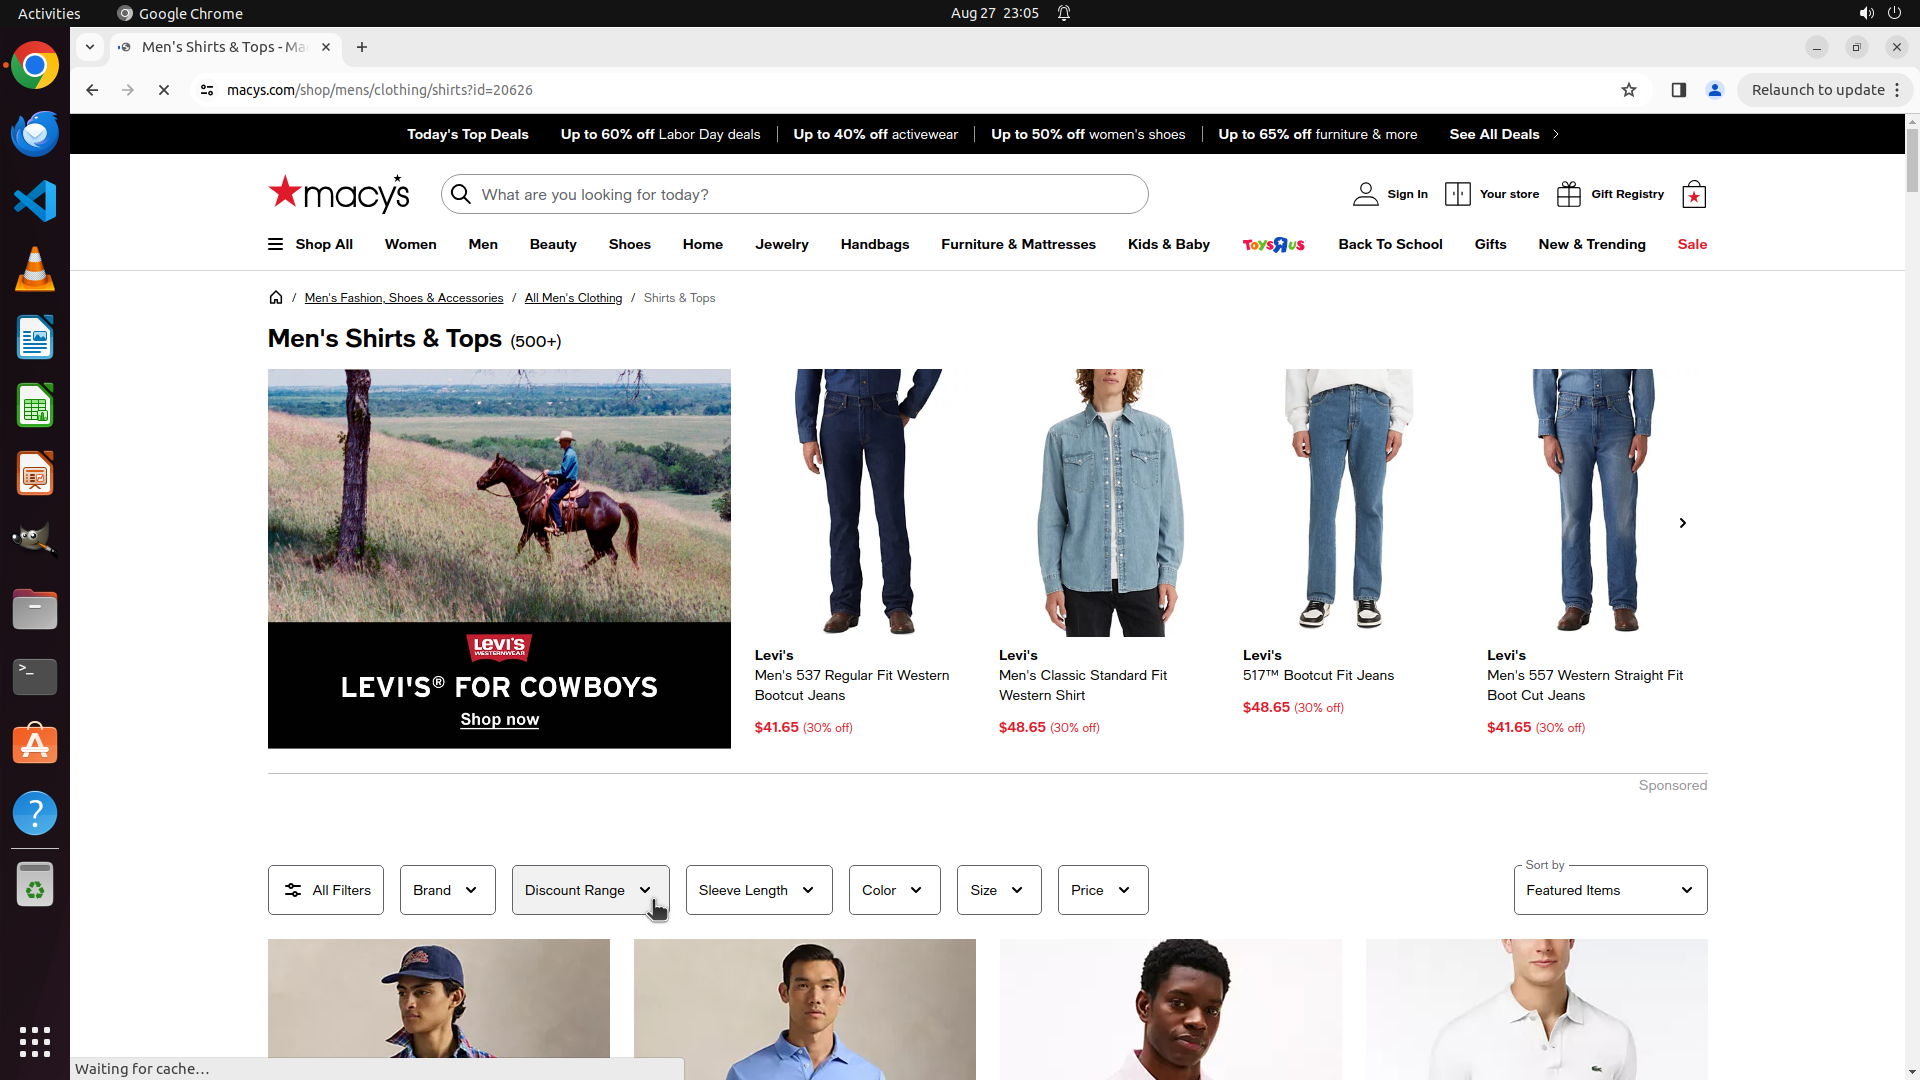 Activities
Google Chrome
Aug 27 23:05
Men's Shirts & Tops - Ma
macys.com/shop/mens/clothing/shirts?id=20626
Relaunch to update
Today's Top Deals
Up to 60% off Labor Day deals
Up to 40% off activewear
Up to 50% off women's shoes
Up to 65% off furniture & more
See All Deals
macy's
What are you looking for today?
Sign In
Your store
Gift Registry
Shop All
Women
Men
Beauty
Shoes
Home
Jewelry
Handbags
Furniture & Mattresses
Kids & Baby
Toys R us
Back To School
Gifts
New & Trending
Sale
/ Men's Fashion, Shoes & Accessories / All Men's Clothing / Shirts & Tops
Men's Shirts & Tops (500+)
Levi's
WESTERNWEAR
LEVI'S® FOR COWBOYS
Shop now
Levi's
Men's 537 Regular Fit Western
Bootcut Jeans
$41.65 (30% off)
Levi's
Men's Classic Standard Fit
Western Shirt
$48.65 (30% off)
Levi's
517™ Bootcut Fit Jeans
$48.65 (30% off)
Levi's
Men's 557 Western Straight Fit
Boot Cut Jeans
$41.65 (30% off)
Sponsored
All Filters
Brand
Discount Range
Sleeve Length
Color
Size
Price
Sort by
Featured Items
Waiting for cache…